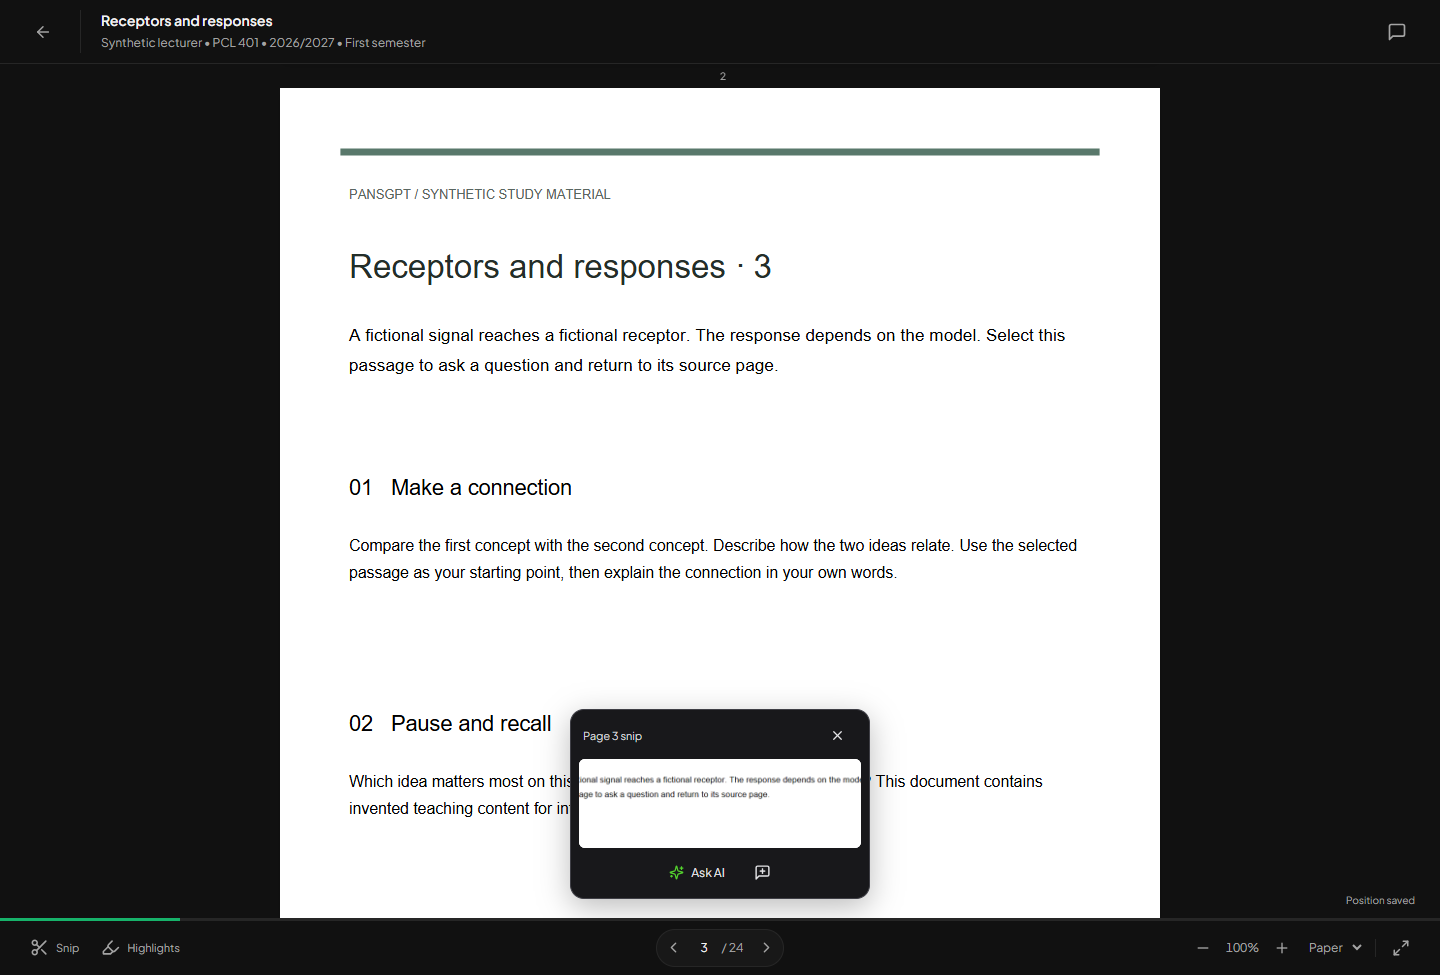 Receptors and responses
Synthetic lecturer • PCL 401 • 2026/2027 • First semester
2
PANSGPT / SYNTHETIC STUDY MATERIAL
Receptors and responses · 3
A fictional signal reaches a fictional receptor. The response depends on the model. Select this
passage to ask a question and return to its source page.
01 Make a connection
Compare the first concept with the second concept. Describe how the two ideas relate. Use the selected
passage as your starting point, then explain the connection in your own words.
02 Pause and recall
Which idea matters most on this
This document contains
invented teaching content for
Page 3 snip
signal reaches a fictional receptor. The response depends on the
to ask a question and return to its source page.
Ask AI
Position saved
Snip
Highlights
3 / 24
100%
Paper